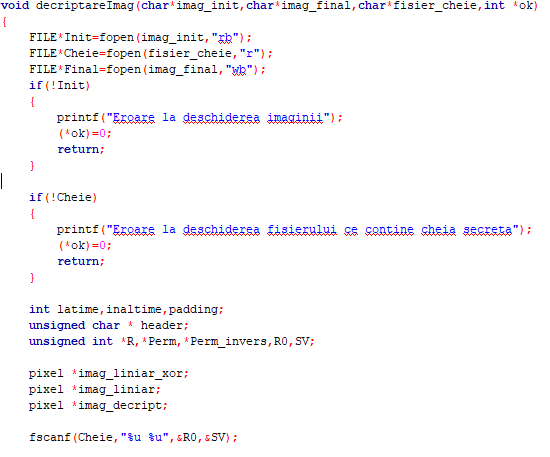 void decriptareImag(char*img_init,char*imag_final,char*fisier_cheie,int *ok)
{
    FILE*Init=fopen(imag_init,"rb");
    FILE*Cheie=fopen(fisier_cheie,"r");
    FILE*Final=fopen(imag_final,"wb");
    if(!Init)
    {
        printf("Eroare la deschiderea imaginii");
        (*ok)=0;
        return;
    }

    if(!Cheie)
    {
        printf("Eroare la deschiderea fisierului ce contine cheia secreta");
        (*ok)=0;
        return;
    }

    int latime,inaltime,padding;
    unsigned char * header;
    unsigned int *R,*Perm,*Perm_invers,R0,SV;

    pixel *imag_liniar_xor;
    pixel *imag_liniar;
    pixel *imag_decript;

    fscanf(Cheie,"%u %u",&R0,&SV);